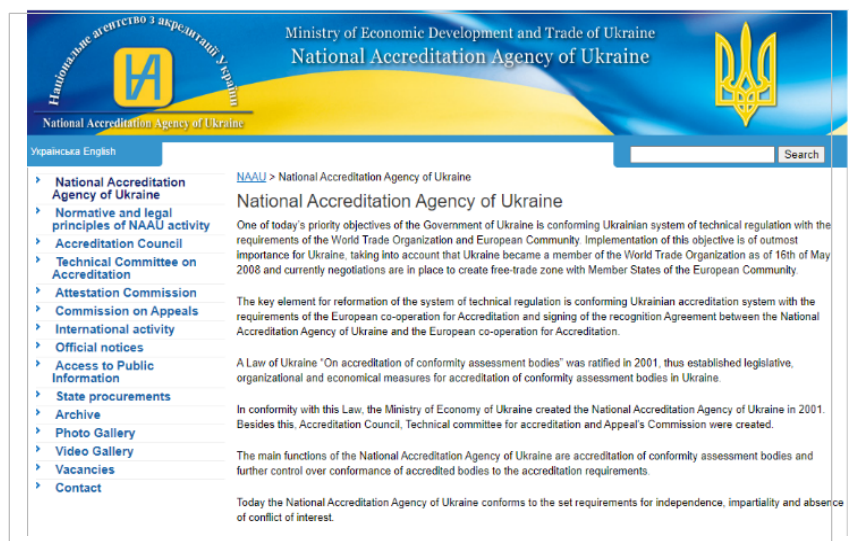 Національне агентство з акредитації України
National Accreditation Agency of Ukraine
Ministry of Economic Development and Trade of Ukraine
National Accreditation Agency of Ukraine
Українська English
Search
National Accreditation
Agency of Ukraine
Normative and legal
principles of NAAU activity
Accreditation Council
Technical Committee on
Accreditation
Attestation Commission
Commission on Appeals
International activity
Official notices
Access to Public
Information
State procurements
Archive
Photo Gallery
Video Gallery
Vacancies
Contact
NAAU > National Accreditation Agency of Ukraine
National Accreditation Agency of Ukraine
One of today's priority objectives of the Government of Ukraine is conforming Ukrainian system of technical regulation with the
requirements of the World Trade Organization and European Community. Implementation of this objective is of outmost
importance for Ukraine, taking into account that Ukraine became a member of the World Trade Organization as of 16th of May
2008 and currently negotiations are in place to create free-trade zone with Member States of the European Community.
The key element for reformation of the system of technical regulation is conforming Ukrainian accreditation system with the
requirements of the European co-operation for Accreditation and signing of the recognition Agreement between the National
Accreditation Agency of Ukraine and the European co-operation for Accreditation.
A Law of Ukraine “On accreditation of conformity assessment bodies” was ratified in 2001, thus established legislative,
organizational and economical measures for accreditation of conformity assessment bodies in Ukraine.
In conformity with this Law, the Ministry of Economy of Ukraine created the National Accreditation Agency of Ukraine in 2001.
Besides this, Accreditation Council, Technical committee for accreditation and Appeal's Commission were created.
The main functions of the National Accreditation Agency of Ukraine are accreditation of conformity assessment bodies and
further control over conformance of accredited bodies to the accreditation requirements.
Today the National Accreditation Agency of Ukraine conforms to the set requirements for independence, impartiality and absence
of conflict of interest.